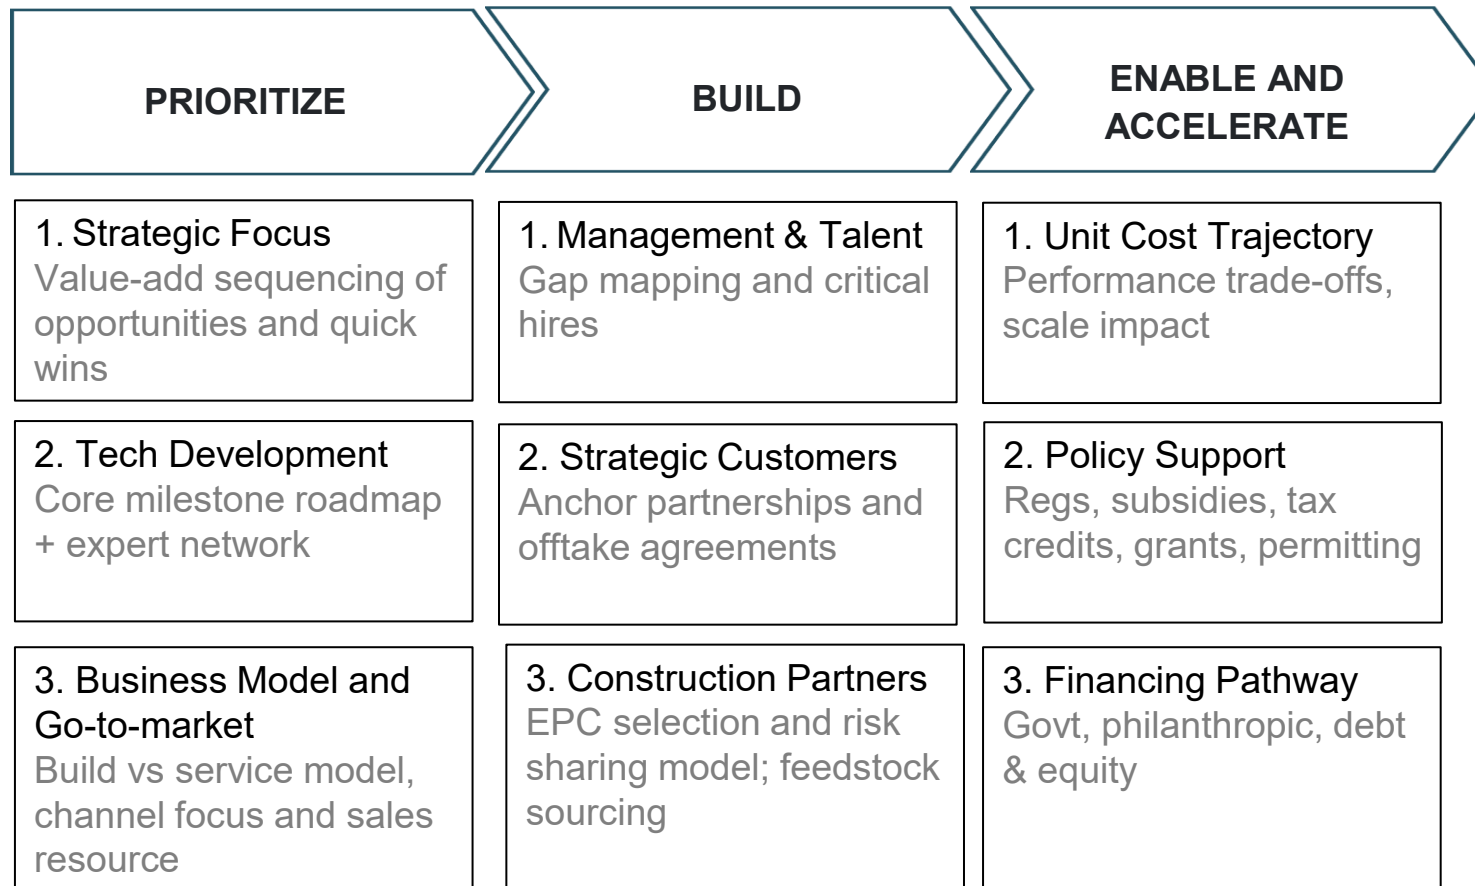 PRIORITIZE
BUILD
ENABLE AND
ACCELERATE
1. Strategic Focus
Value-add sequencing of
opportunities and quick
wins
2. Tech Development
Core milestone roadmap
+ expert network
3. Business Model and
Go-to-market
Build vs service model,
channel focus and sales
resource
1. Management & Talent
Gap mapping and critical
hires
2. Strategic Customers
Anchor partnerships and
offtake agreements
3. Construction Partners
EPC selection and risk
sharing model; feedstock
sourcing
1. Unit Cost Trajectory
Performance trade-offs,
scale impact
2. Policy Support
Regs, subsidies, tax
credits, grants, permitting
3. Financing Pathway
Govt, philanthropic, debt
& equity